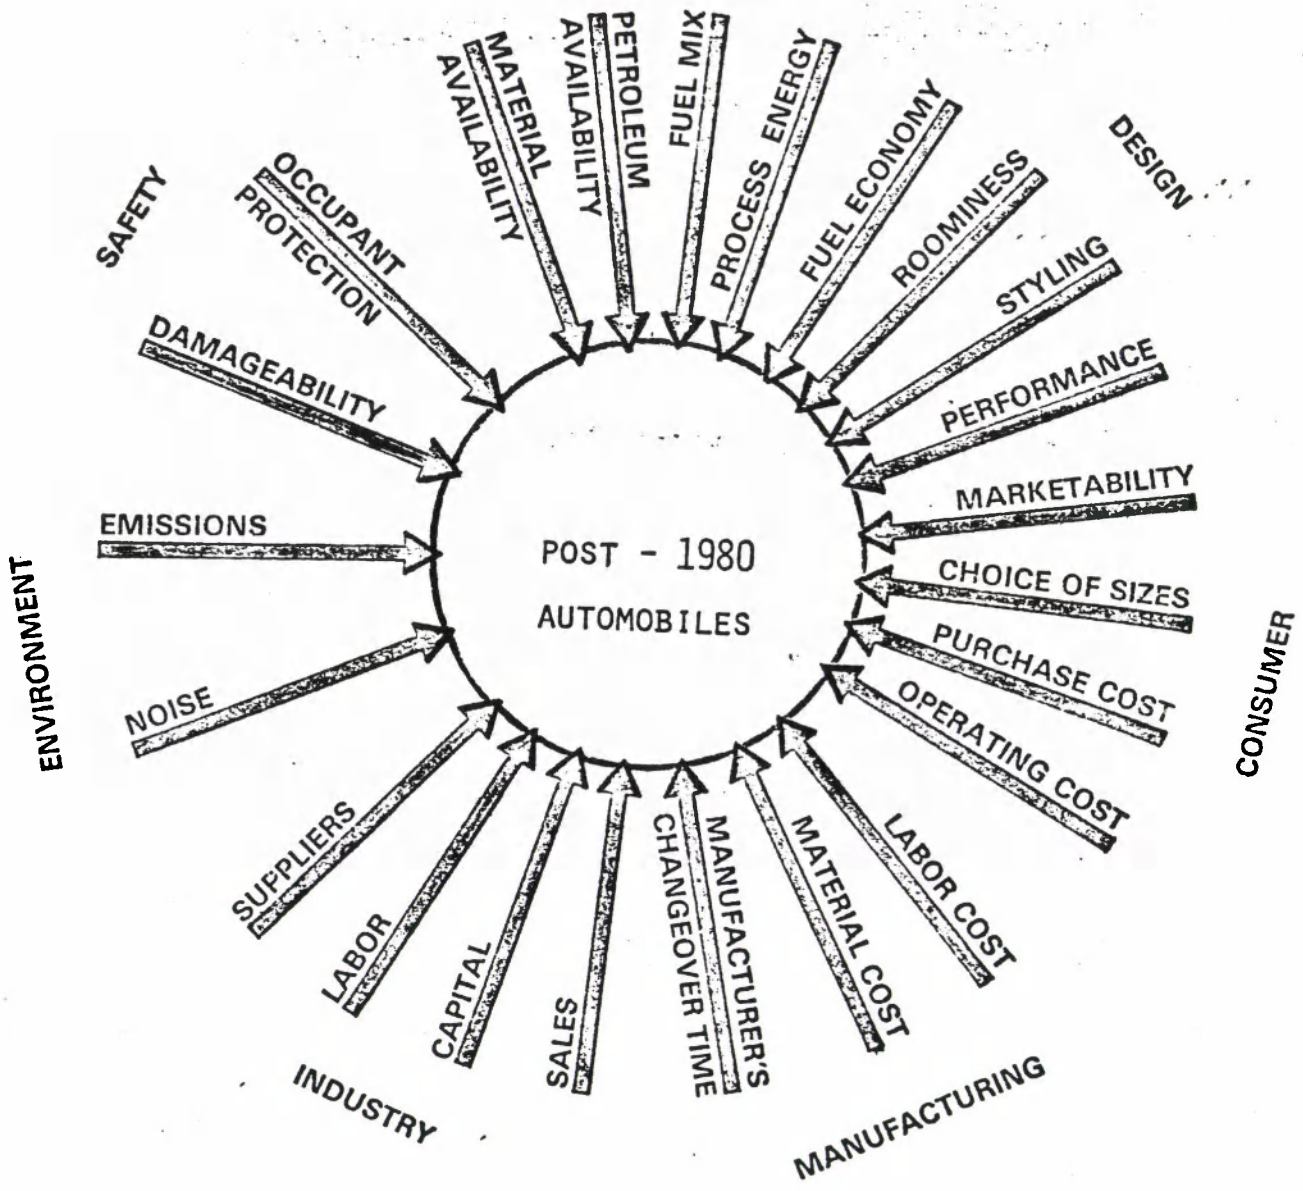 SAFETY
OCCUPANT
PROTECTION
DAMAGEABILITY
MATERIAL
AVAILABILITY
PETROLEUM
AVAILABILITY
FUEL MIX
PROCESS ENERGY
FUEL ECONOMY
DESIGN
ROOMINESS
STYLING
PERFORMANCE
MARKETABILITY
CHOICE OF SIZES
PURCHASE COST
OPERATING COST
CONSUMER
LABOR COST
MATERIAL COST
MANUFACTURER'S
CHANGEOVER TIME
MANUFACTURING
SALES
CAPITAL
LABOR
SUPPLIERS
INDUSTRY
NOISE
EMISSIONS
ENVIRONMENT
POST - 1980
AUTOMOBILES